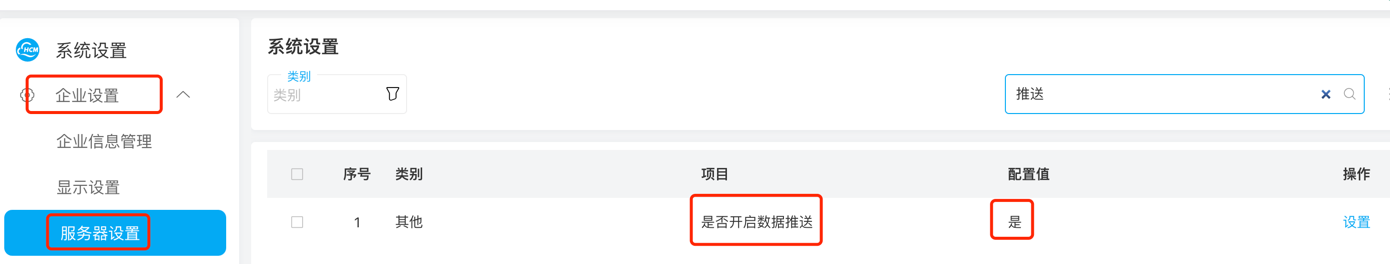 HCM
系统设置
企业设置
企业信息管理
显示设置
服务器设置
系统设置
类别
类别
推送
序号 类别 项目 配置值 操作
1 其他 是否开启数据推送 是 设置